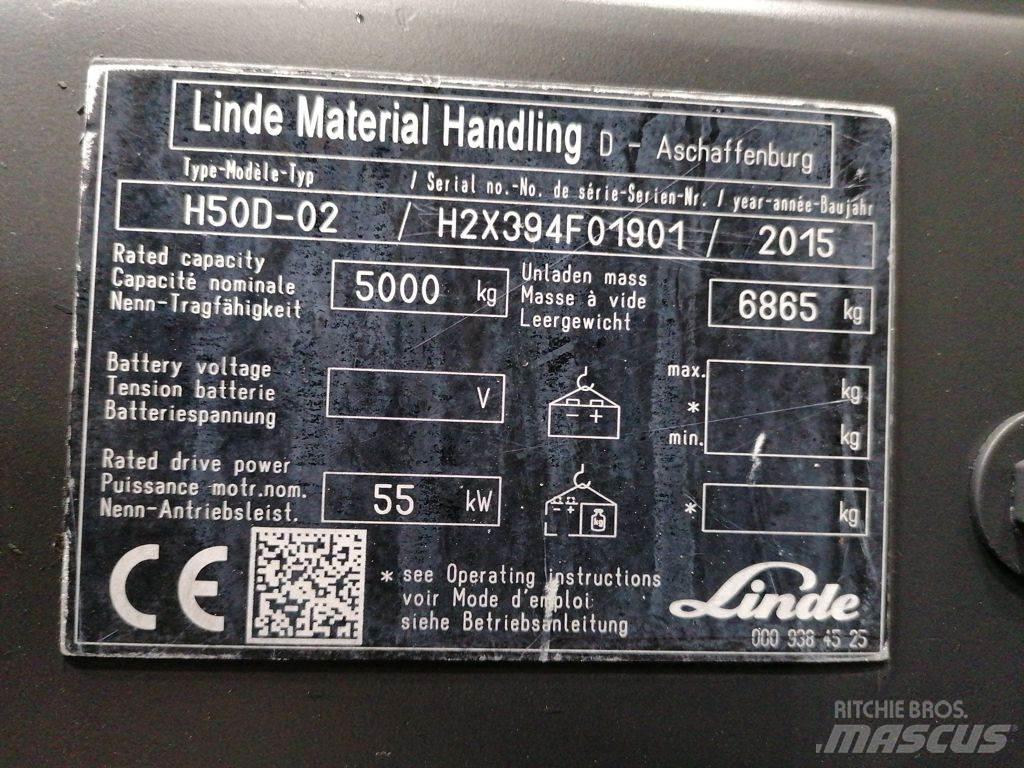 Linde Material Handling D - Aschaffenburg
Type-Modèle-Typ / Serial no.-No. de série-Serien-Nr. / year-année-Baujahr
H50D-02 / H2X394F01901 / 2015
Rated capacity
Capacité nominale
Nenn-Tragfähigkeit
5000 kg
Unladen mass
Masse à vide
Leergewicht
6865 kg
Battery voltage
Tension batterie
Batteriespannung
V
- +
max. kg
*
min. kg
Rated drive power
Puissance motr.nom.
Nenn-Antriebsleist.
55 kW
- +
kg
* kg
CE
* see Operating instructions
voir Mode d'emploi
siehe Betriebsanleitung
Linde
000 938 45 25
RITCHIE BROS.
MASCUS